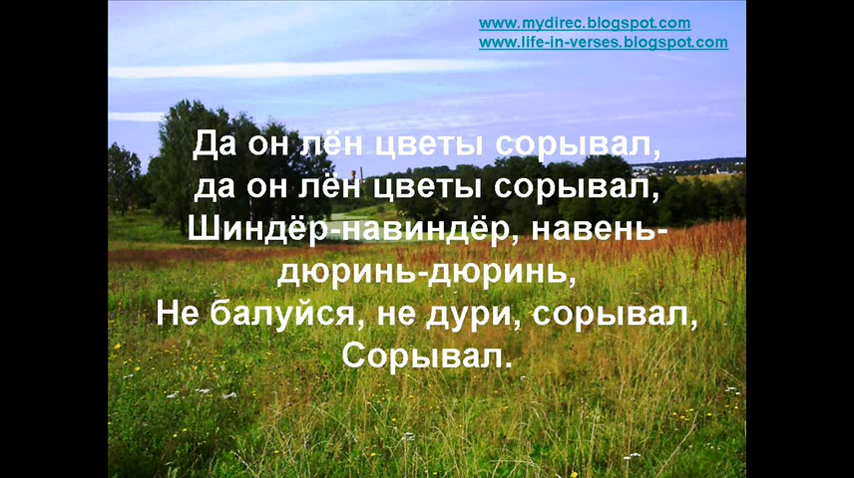 www.mydirec.blogspot.com
www.life-in-verses.blogspot.com
Да он лён цветы сорывал,
да он лён цветы сорывал,
Шиндёр-навиндёр, навень-
дюринь-дюринь,
Не балуйся, не дури, сорывал,
Сорывал.